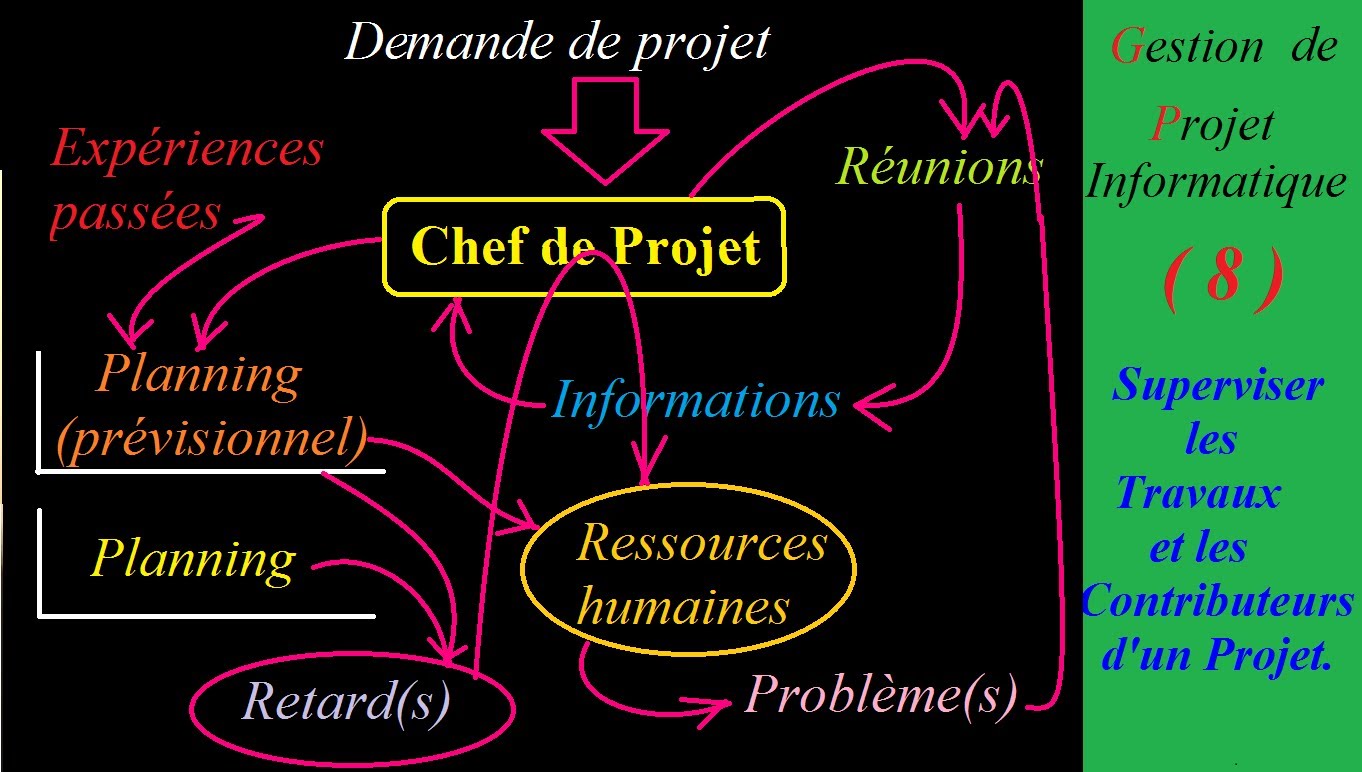 Demande de projet
Expériences
passées
Réunions
Chef de Projet
Planning
(prévisionnel)
Informations
Planning
Ressources
humaines
Retard(s)
Problème(s)
Gestion de
Projet
Informatique
( 8 )
Superviser
les
Travaux
et les
Contributeurs
d'un Projet.